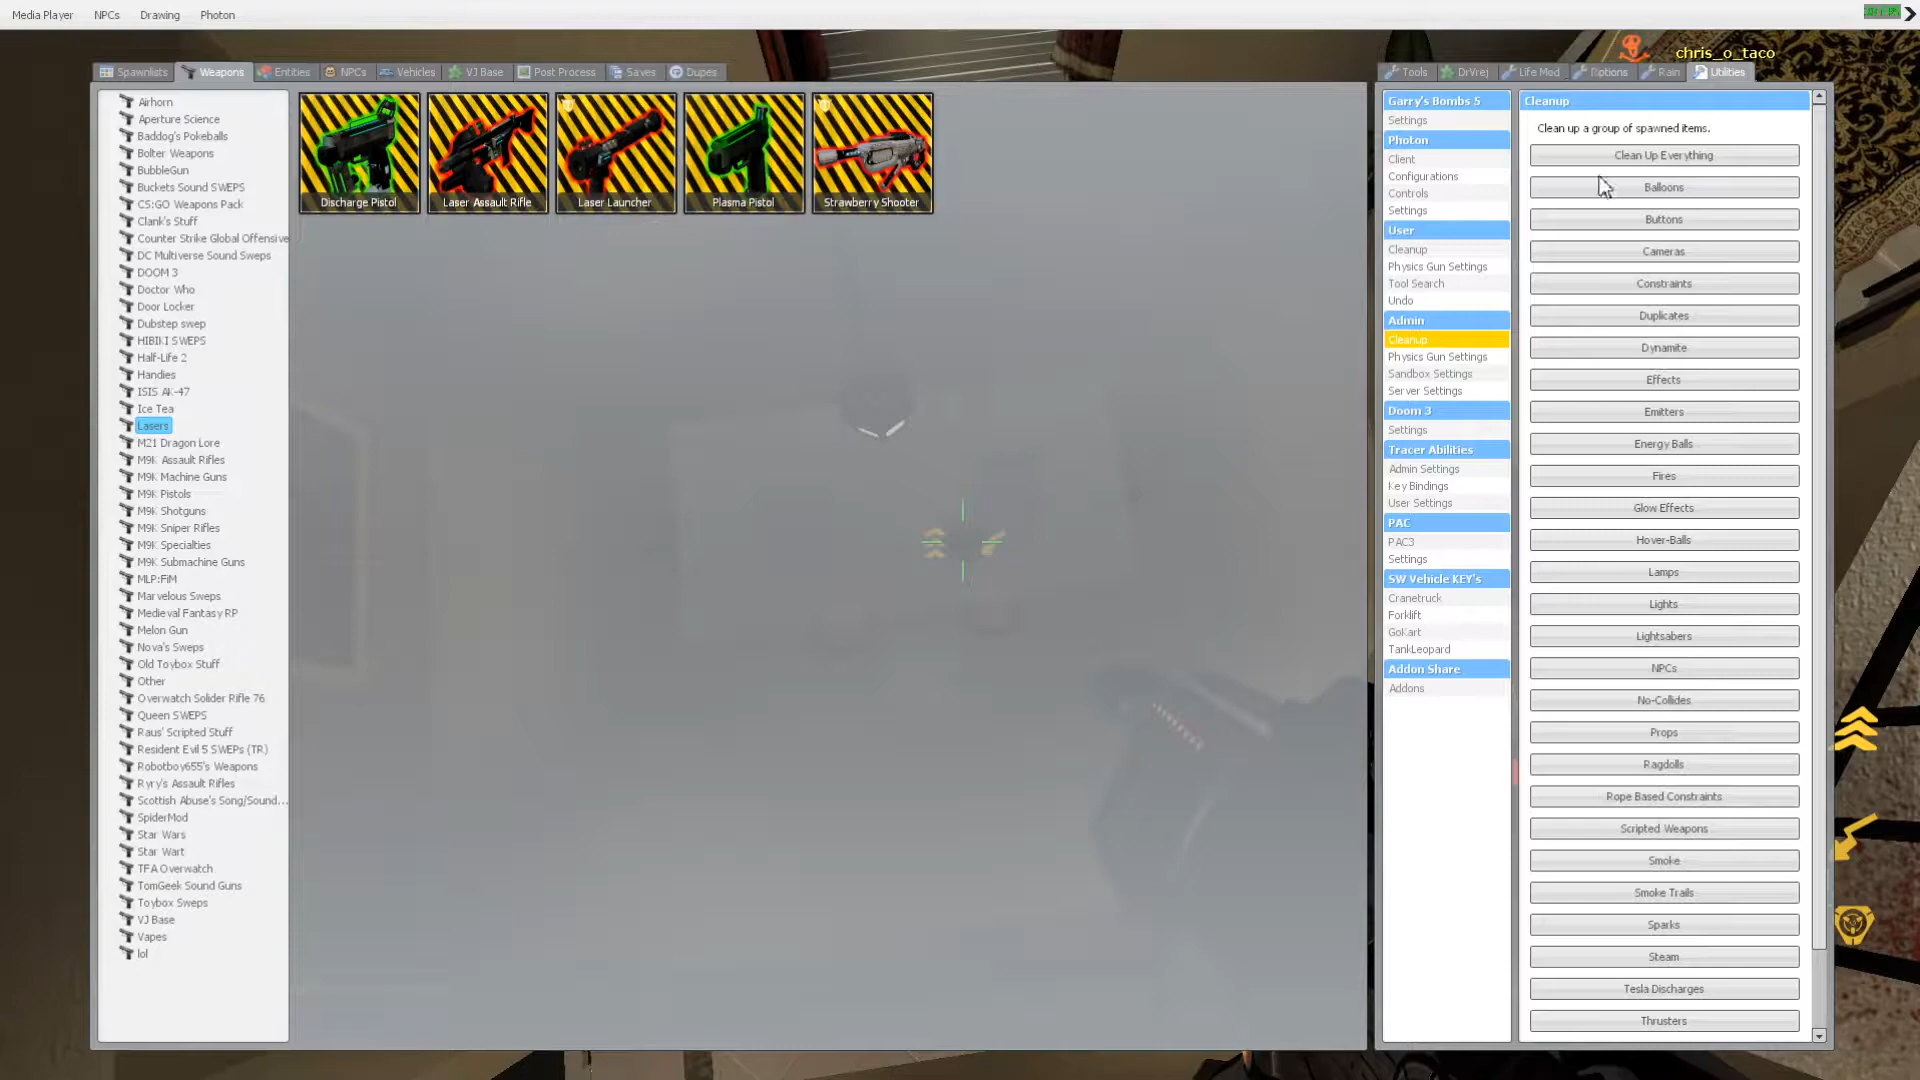 Media Player
NPCs
Drawing
Photon
chris_o_taco
Spawnlists
Weapons
Entities
NPCs
Vehicles
VJ Base
Post Process
Saves
Dupes
Tools
DrVrej
Life Mod
Options
Rain
Utilities
Airhorn
Aperture Science
Baddog's Pokeballs
Bolter Weapons
BubbleGun
Buckets Sound SWEPS
CS:GO Weapons Pack
Clank's Stuff
Counter Strike Global Offensive
DC Multiverse Sound Sweps
DOOM 3
Doctor Who
Door Locker
Dubstep swep
HIBIKI SWEPS
Half-Life 2
Handies
ISIS AK-47
Ice Tea
Lasers
M21 Dragon Lore
M9K Assault Rifles
M9K Machine Guns
M9K Pistols
M9K Shotguns
M9K Sniper Rifles
M9K Specialties
M9K Submachine Guns
MLP:FiM
Marvelous Sweps
Medieval Fantasy RP
Melon Gun
Nova's Sweps
Old Toybox Stuff
Other
Overwatch Solider Rifle 76
Queen SWEPS
Raus' Scripted Stuff
Resident Evil 5 SWEPs (TR)
Robotboy655's Weapons
Ryry's Assault Rifles
Scottish Abuse's Song/Sound...
SpiderMod
Star Wars
Star Wart
TFA Overwatch
TomGeek Sound Guns
Toybox Sweps
VJ Base
Vapes
lol
Discharge Pistol
Laser Assault Rifle
Laser Launcher
Plasma Pistol
Strawberry Shooter
Garry's Bombs 5
Settings
Photon
Client
Configurations
Controls
Settings
User
Cleanup
Physics Gun Settings
Tool Search
Undo
Admin
Cleanup
Physics Gun Settings
Sandbox Settings
Server Settings
Doom 3
Settings
Tracer Abilities
Admin Settings
Key Bindings
User Settings
PAC
PAC3
Settings
SW Vehicle KEY's
Cranetruck
Forklift
GoKart
TankLeopard
Addon Share
Addons
Cleanup
Clean up a group of spawned items.
Clean Up Everything
Balloons
Buttons
Cameras
Constraints
Duplicates
Dynamite
Effects
Emitters
Energy Balls
Fires
Glow Effects
Hover-Balls
Lamps
Lights
Lightsabers
NPCs
No-Collides
Props
Ragdolls
Rope Based Constraints
Scripted Weapons
Smoke
Smoke Trails
Sparks
Steam
Tesla Discharges
Thrusters